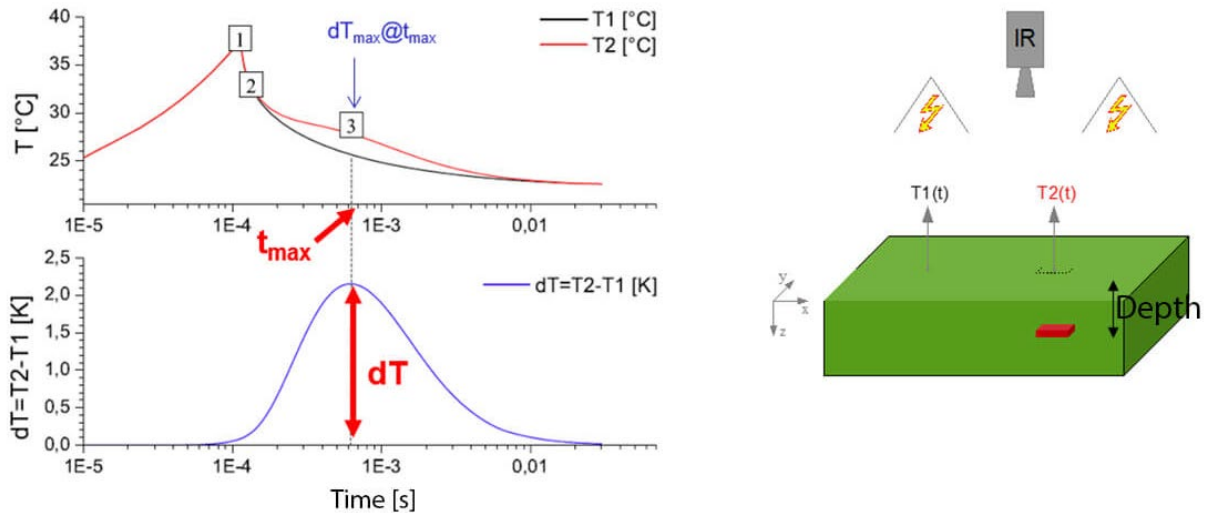 40
35
30
25
T [°C]
1
2
3
dTmax@tmax
T1 [°C]
T2 [°C]
1E-5
1E-4
1E-3
0,01
tmax
2,5
2,0
1,5
1,0
0,5
0,0
dT=T2-T1 [K]
dT=T2-T1 [K]
dT
1E-5
1E-4
1E-3
0,01
Time [s]
IR
T1(t)
T2(t)
y
x
z
Depth